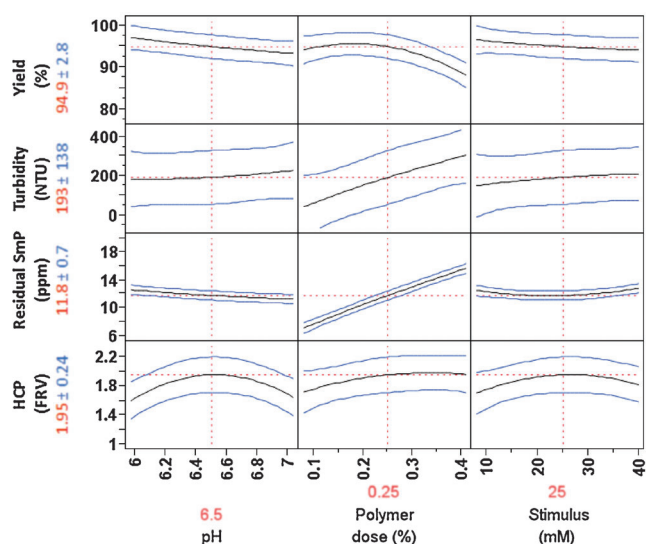 Yield
(%)
94.9 ± 2.8
100
90
80
Turbidity
(NTU)
193 ± 138
400
200
0
Residual SmP
(ppm)
11.8 ± 0.7
18
14
10
6
HCP
(FRV)
1.95 ± 0.24
2.2
1.8
1.4
1
6
6.2
6.4
6.6
6.8
7
0.1
0.2
0.3
0.4
10
20
30
40
6.5
pH
0.25
Polymer
dose (%)
25
Stimulus
(mM)